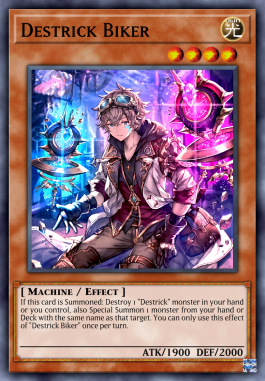 DESTRICK BIKER
LIGHT
光
[ MACHINE / EFFECT ]
If this card is Summoned: Destroy 1 "Destrick" monster in your hand
or you control, also Special Summon 1 monster from your hand or
Deck with the same name as that target. You can only use this effect
of "Destrick Biker" once per turn.
ATK/1900 DEF/2000